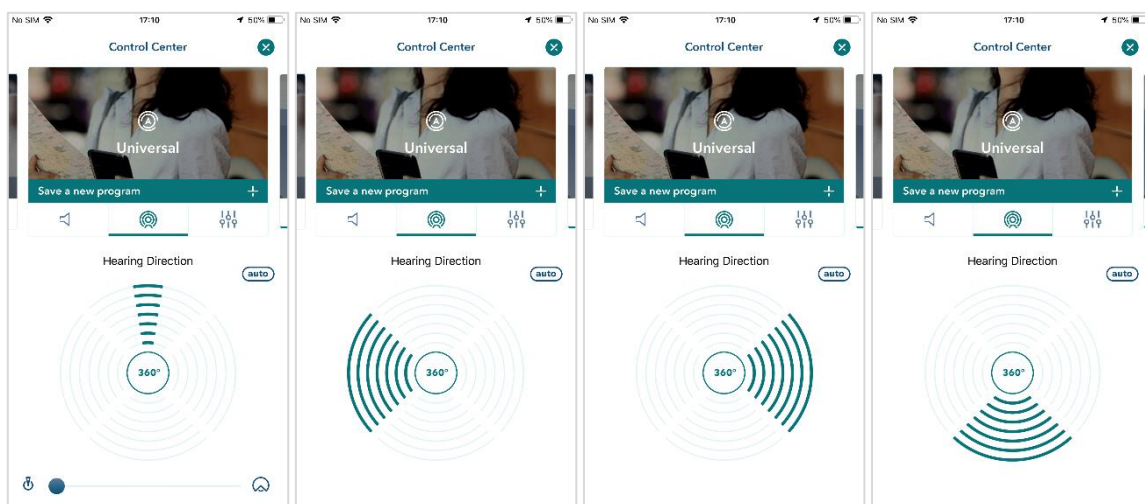 No SIM 17:10 50%
Control Center
A
Universal
Save a new program +
Hearing Direction
auto
360°
No SIM 17:10 50%
Control Center
A
Universal
Save a new program +
Hearing Direction
auto
360°
No SIM 17:10 50%
Control Center
A
Universal
Save a new program +
Hearing Direction
auto
360°
No SIM 17:10 50%
Control Center
A
Universal
Save a new program +
Hearing Direction
auto
360°